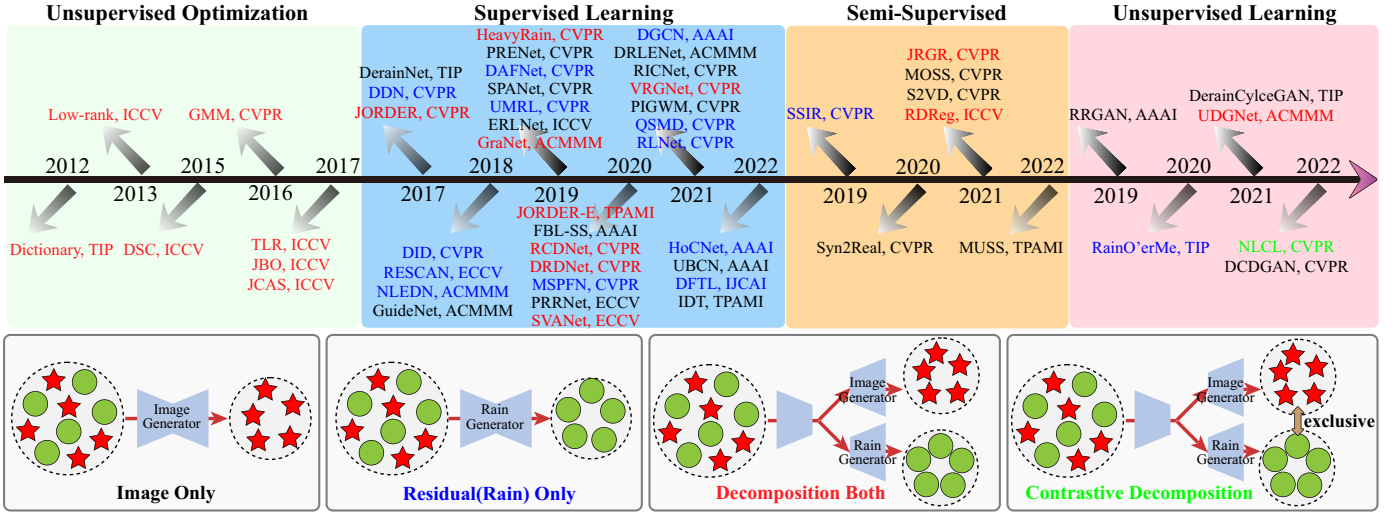 Unsupervised Optimization
Supervised Learning
Semi-Supervised
Unsupervised Learning
Low-rank, ICCV
GMM, CVPR
2012
2015
2017
2013
2016
Dictionary, TIP
DSC, ICCV
TLR, ICCV
JBO, ICCV
JCAS, ICCV
DerainNet, TIP
DDN, CVPR
JORDER, CVPR
HeavyRain, CVPR
PRENet, CVPR
DAFNet, CVPR
SPANet, CVPR
UMRL, CVPR
ERLNet, ICCV
GraNet, ACMMM
DGCN, AAAI
DRLENet, ACMMM
RICNet, CVPR
VRGNet, CVPR
PIGWM, CVPR
QSMD, CVPR
RLNet, CVPR
2018
2020
2022
2017
2019
2021
DID, CVPR
RESCAN, ECCV
NLEDN, ACMMM
GuideNet, ACMMM
JORDER-E, TPAMI
FBL-SS, AAAI
RCDNet, CVPR
DRDNet, CVPR
MSPFN, CVPR
PRRNet, ECCV
SVANet, ECCV
HoCNet, AAAI
UBCN, AAAI
DFTL, IJCAI
IDT, TPAMI
SSIR, CVPR
JRGR, CVPR
MOSS, CVPR
S2VD, CVPR
RDReg, ICCV
2020
2022
2019
2021
Syn2Real, CVPR
MUSS, TPAMI
RRGAN, AAAI
DerainCylceGAN, TIP
UDGNet, ACMMM
2020
2022
2019
2021
RainO'erMe, TIP
NLCL, CVPR
DCDGAN, CVPR
Image
Generator
Image Only
Rain
Generator
Residual(Rain) Only
Image
Generator
Rain
Generator
Decomposition Both
Image
Generator
exclusive
Rain
Generator
Contrastive Decomposition